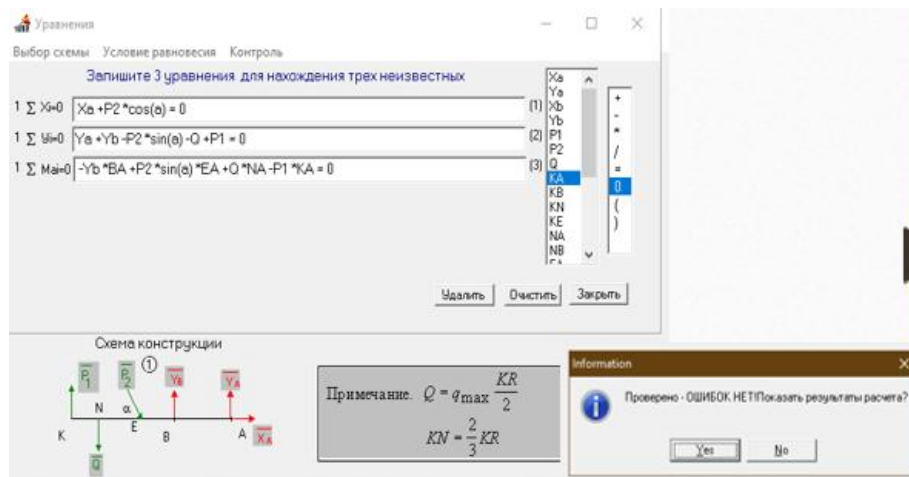 Уравнения
Выбор схемы Условие равновесия Контроль
Запишите 3 уравнения для нахождения трех неизвестных
1 ∑ Xi=0 Xa +P2 *cos(a) = 0 (1)
1 ∑ Yi=0 Ya +Yb -P2 *sin(a) -Q +P1 = 0 (2)
1 ∑ Mai=0 -Yb *BA +P2 *sin(a) *EA +Q *NA -P1 *KA = 0 (3)
Xa
Ya
Xb
Yb
P1
P2
Q
KA
KB
KN
KE
NA
NB
EA
+
-
*
/
=
0
(
)
Удалить Очистить Закрыть
Схема конструкции
P1 P2 1 YB YA
N α
K E B A XA
Q
Примечание. Q = q max KR/2
KN = 2/3 KR
Information
Проверено - ОШИБОК НЕТ!Показать результаты расчета?
Yes No